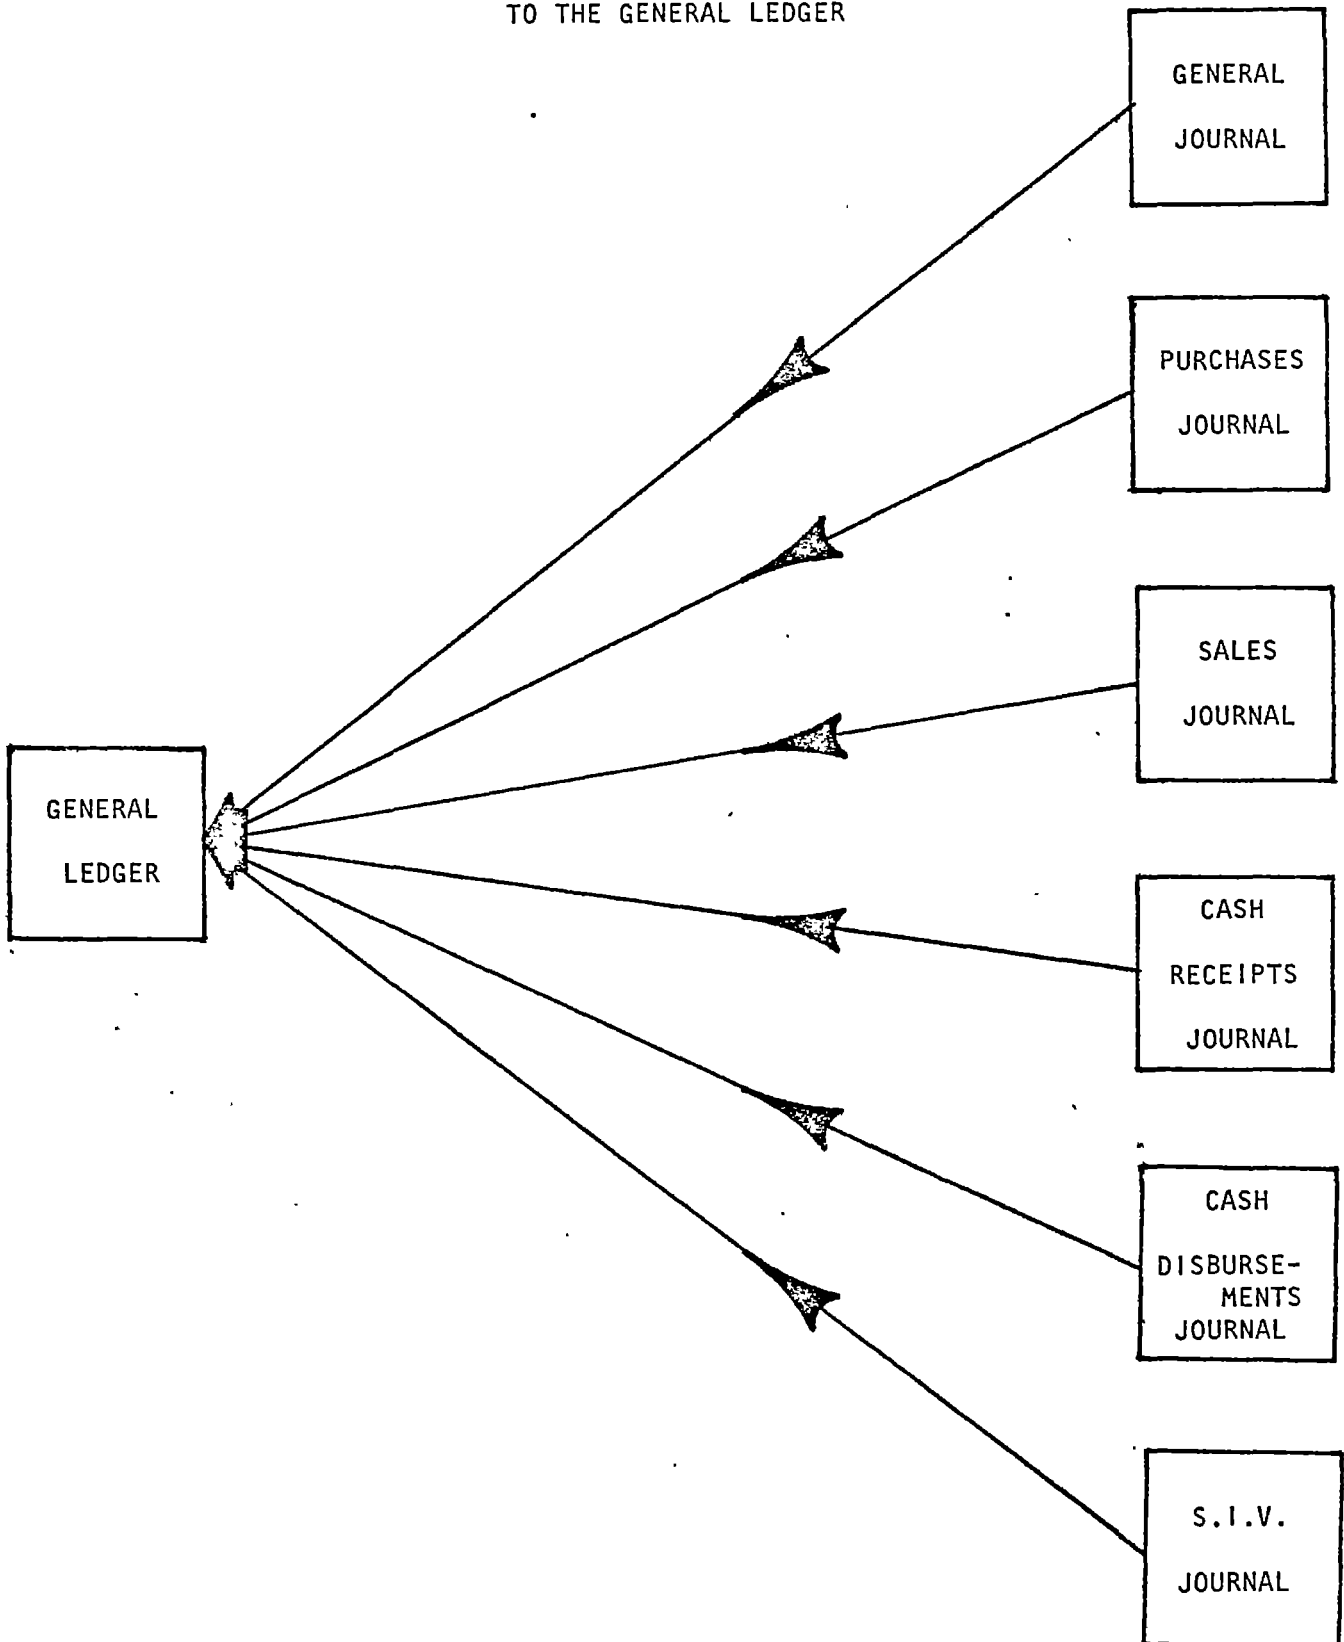 TO THE GENERAL LEDGER
GENERAL
JOURNAL
PURCHASES
JOURNAL
SALES
JOURNAL
GENERAL
LEDGER
CASH
RECEIPTS
JOURNAL
CASH
DISBURSE-
MENTS
JOURNAL
S.I.V.
JOURNAL